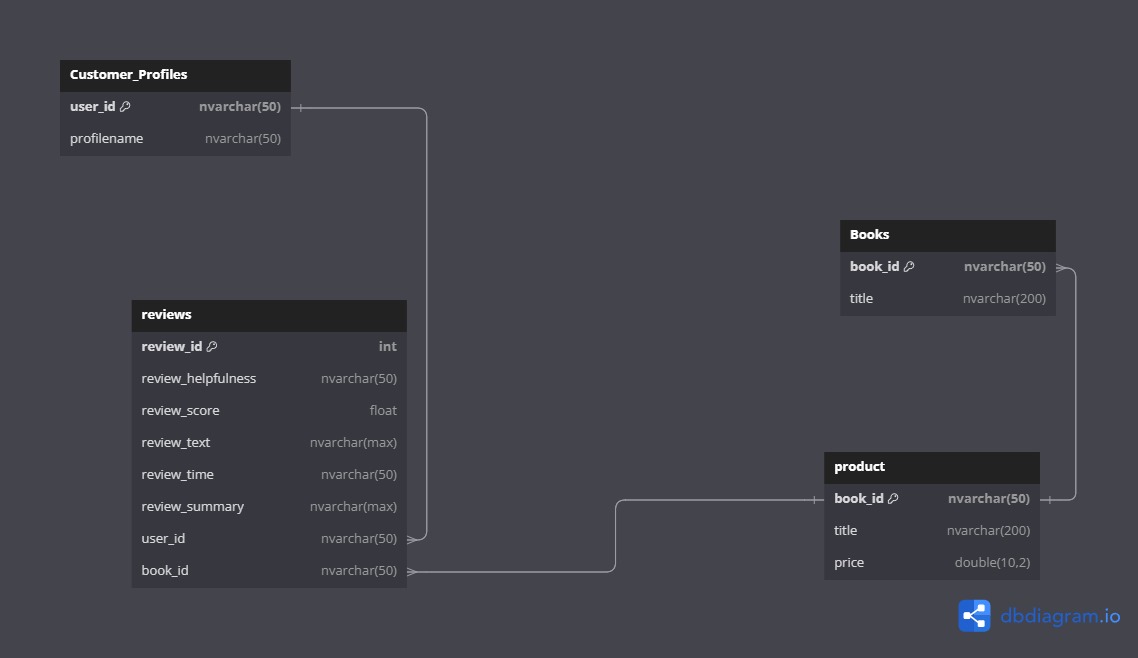 Customer_Profiles
user_id nvarchar(50)
profilename nvarchar(50)
Books
book_id nvarchar(50)
title nvarchar(200)
reviews
review_id int
review_helpfulness nvarchar(50)
review_score float
review_text nvarchar(max)
review_time nvarchar(50)
review_summary nvarchar(max)
user_id nvarchar(50)
book_id nvarchar(50)
product
book_id nvarchar(50)
title nvarchar(200)
price double(10,2)
dbdiagram.io